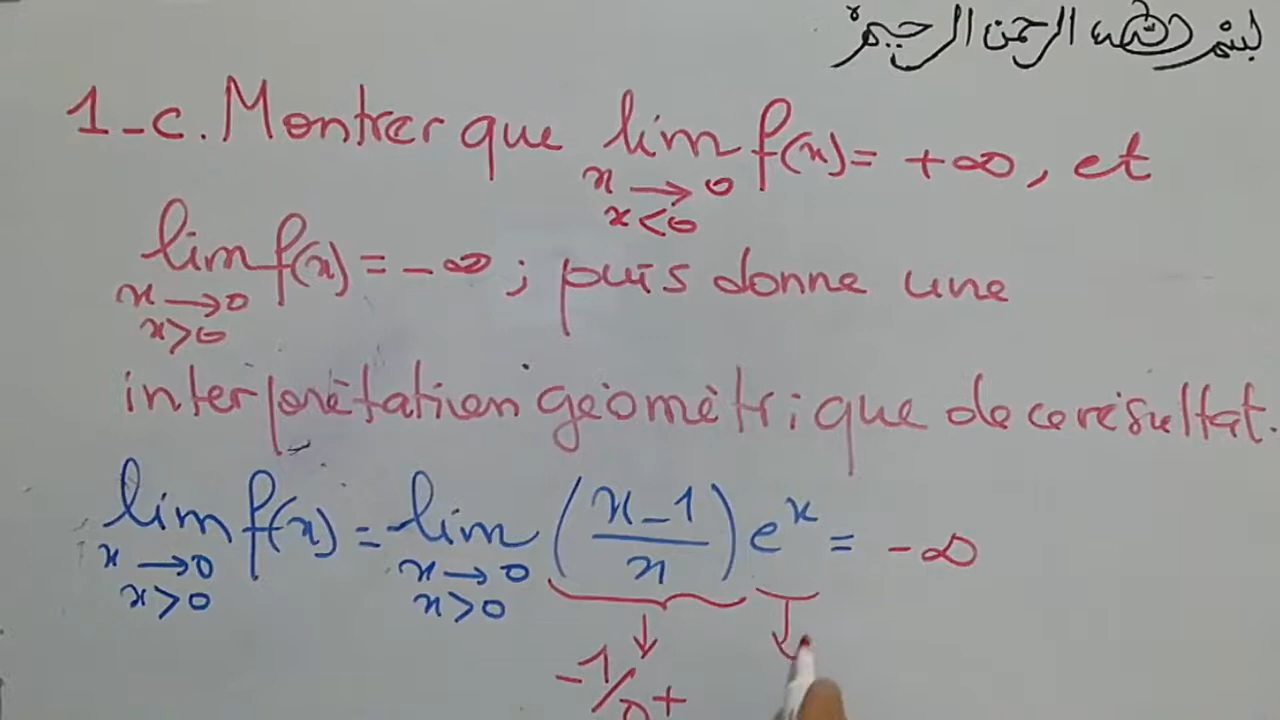 بسم الله الرحمن الرحيم
1-c. Montrer que lim f(x) = +∞, et
x → 0
x < 0
lim f(x) = -∞ ; puis donne une
x → 0
x > 0
interprétation géométrique de ce résultat.
lim f(x) = lim ((x-1)/x) e^x = -∞
x → 0 x → 0
x > 0 x > 0
-1/0+